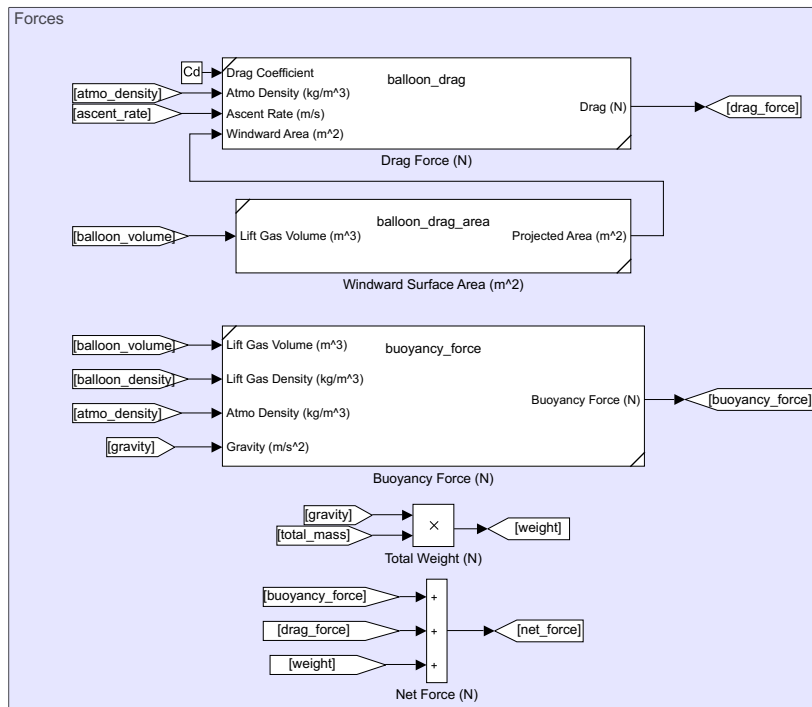 Forces
Cd
[atmo_density]
[ascent_rate]
Drag Coefficient
Atmo Density (kg/m^3)
Ascent Rate (m/s)
Windward Area (m^2)
balloon_drag
Drag (N)
[drag_force]
Drag Force (N)
[balloon_volume]
Lift Gas Volume (m^3)
balloon_drag_area
Projected Area (m^2)
Windward Surface Area (m^2)
[balloon_volume]
[balloon_density]
[atmo_density]
[gravity]
Lift Gas Volume (m^3)
Lift Gas Density (kg/m^3)
Atmo Density (kg/m^3)
Gravity (m/s^2)
buoyancy_force
Buoyancy Force (N)
[buoyancy_force]
Buoyancy Force (N)
[gravity]
[total_mass]
×
[weight]
Total Weight (N)
[buoyancy_force]
[drag_force]
[weight]
+
+
+
[net_force]
Net Force (N)